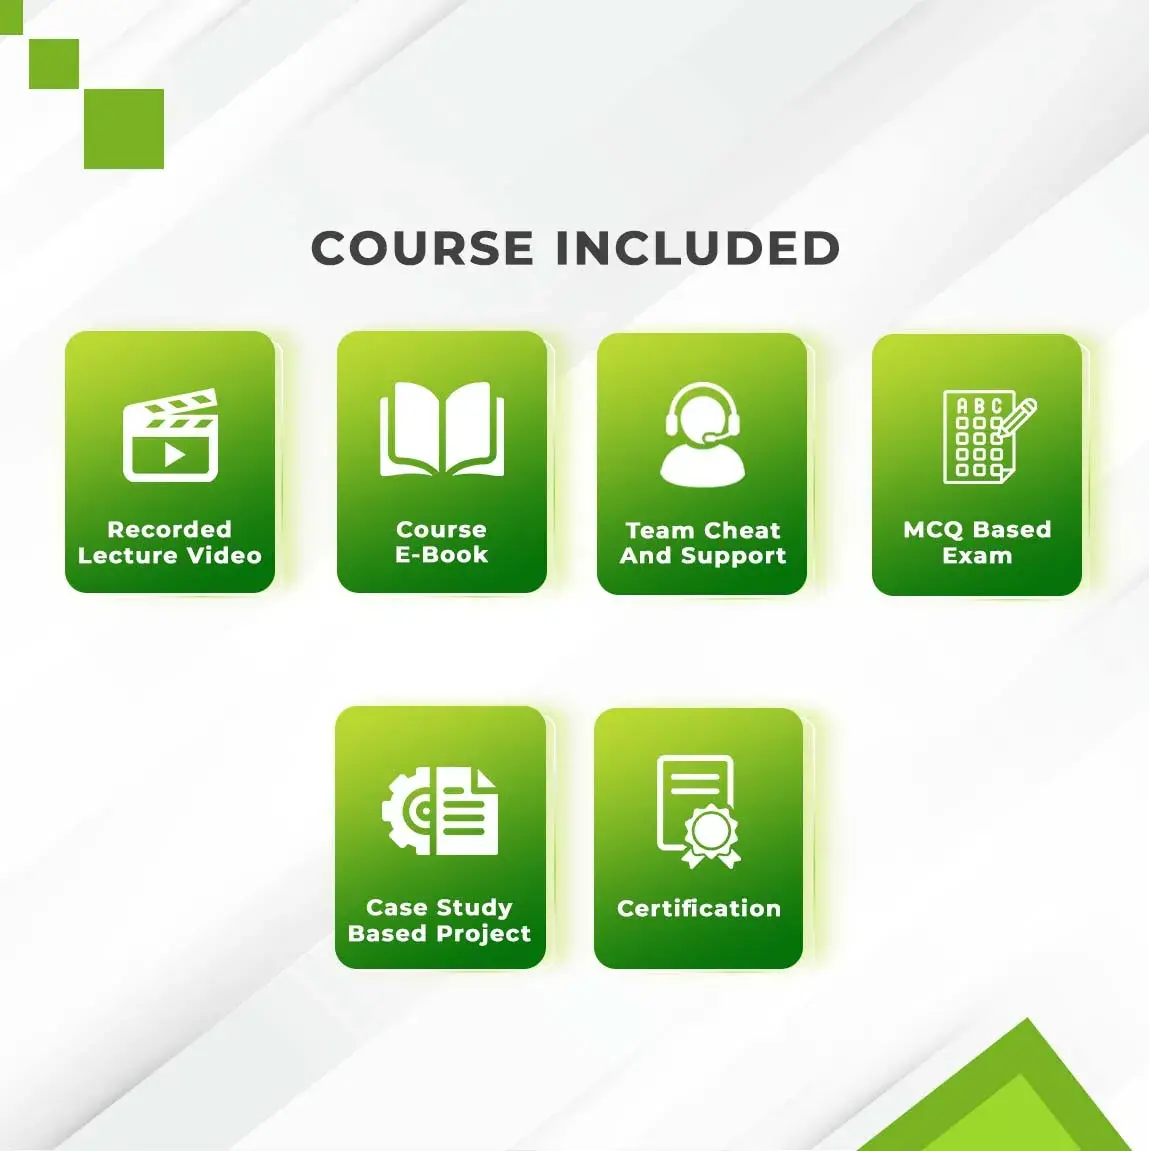 COURSE INCLUDED
Recorded
Lecture Video
Course
E-Book
Team Cheat
And Support
ABC
MCQ Based
Exam
Case Study
Based Project
Certification